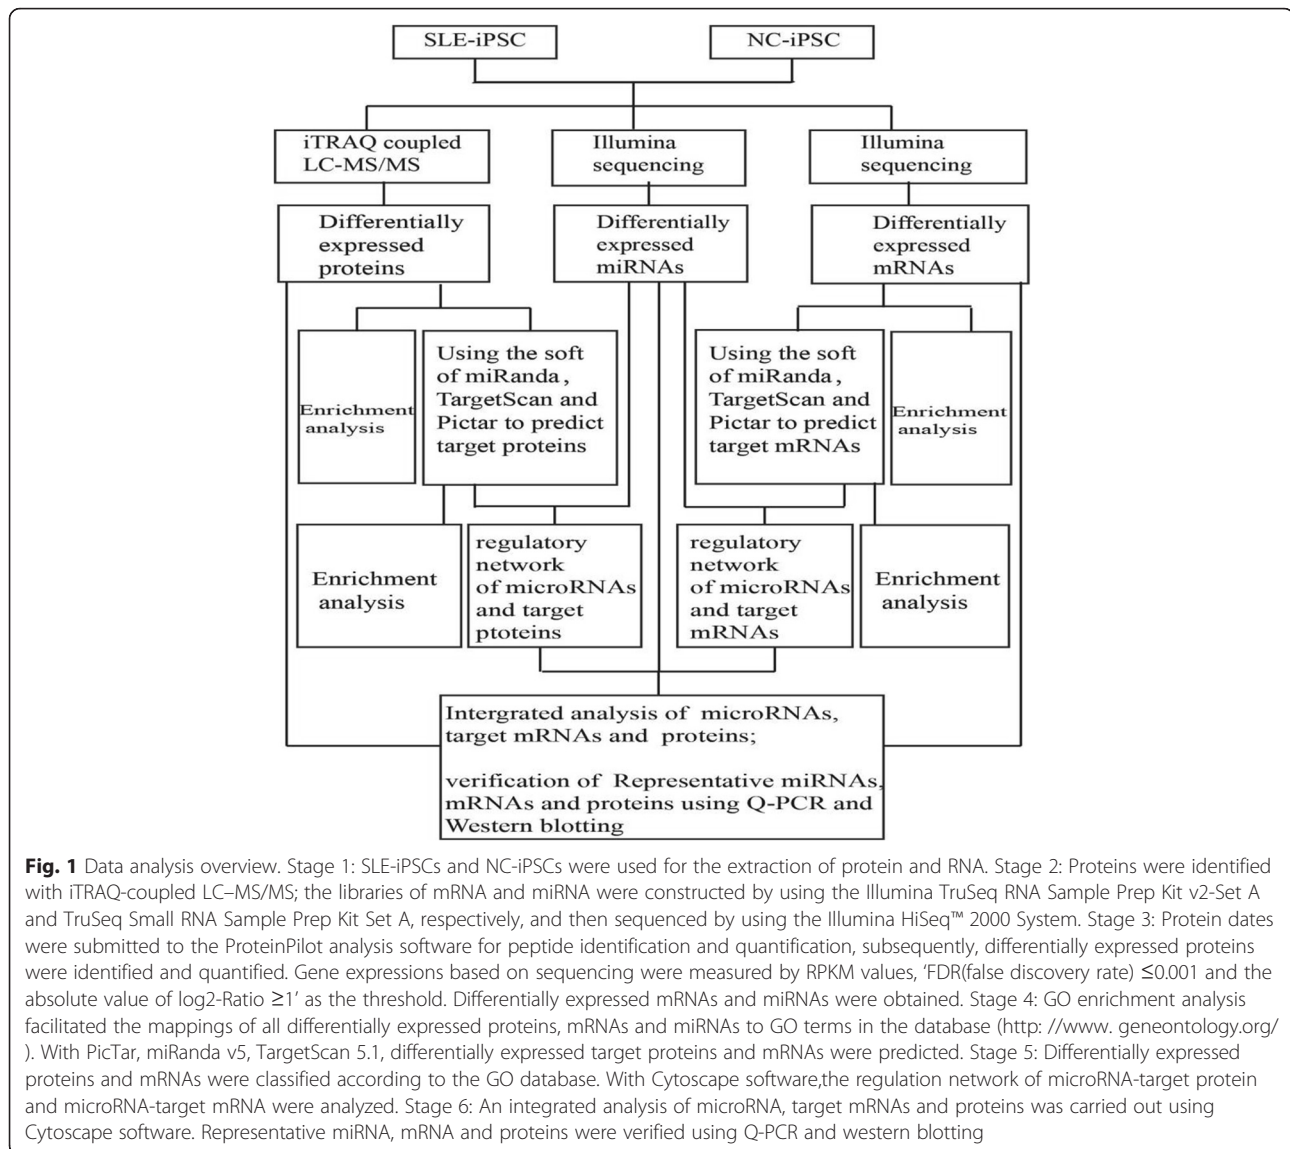 SLE-iPSC
NC-iPSC
iTRAQ coupled
LC-MS/MS
Illumina
sequencing
Illumina
sequencing
Differentially
expressed
proteins
Differentially
expressed
miRNAs
Differentially
expressed
mRNAs
Enrichment
analysis
Using the soft
of miRanda ,
TargetScan and
Pictar to predict
target proteins
Using the soft
of miRanda ,
TargetScan and
Pictar to predict
target mRNAs
Enrichment
analysis
Enrichment
analysis
regulatory
network
of microRNAs
and target
ptoteins
regulatory
network
of microRNAs
and target
mRNAs
Enrichment
analysis
Intergrated analysis of microRNAs,
target mRNAs and proteins;
verification of Representative miRNAs,
mRNAs and proteins using Q-PCR and
Western blotting
Fig. 1 Data analysis overview. Stage 1: SLE-iPSCs and NC-iPSCs were used for the extraction of protein and RNA. Stage 2: Proteins were identified
with iTRAQ-coupled LC–MS/MS; the libraries of mRNA and miRNA were constructed by using the Illumina TruSeq RNA Sample Prep Kit v2-Set A
and TruSeq Small RNA Sample Prep Kit Set A, respectively, and then sequenced by using the Illumina HiSeq™ 2000 System. Stage 3: Protein dates
were submitted to the ProteinPilot analysis software for peptide identification and quantification, subsequently, differentially expressed proteins
were identified and quantified. Gene expressions based on sequencing were measured by RPKM values, ‘FDR(false discovery rate) ≤0.001 and the
absolute value of log2-Ratio ≥1’ as the threshold. Differentially expressed mRNAs and miRNAs were obtained. Stage 4: GO enrichment analysis
facilitated the mappings of all differentially expressed proteins, mRNAs and miRNAs to GO terms in the database (http: //www. geneontology.org/
). With PicTar, miRanda v5, TargetScan 5.1, differentially expressed target proteins and mRNAs were predicted. Stage 5: Differentially expressed
proteins and mRNAs were classified according to the GO database. With Cytoscape software,the regulation network of microRNA-target protein
and microRNA-target mRNA were analyzed. Stage 6: An integrated analysis of microRNA, target mRNAs and proteins was carried out using
Cytoscape software. Representative miRNA, mRNA and proteins were verified using Q-PCR and western blotting